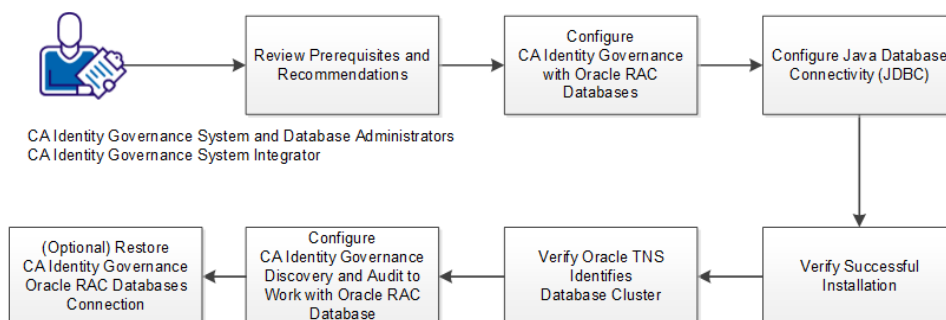 Review Prerequisites and
Recommendations
Configure
CA Identity Governance
with Oracle RAC
Databases
Configure Java Database
Connectivity (JDBC)
CA Identity Governance System and Database Administrators
CA Identity Governance System Integrator
(Optional) Restore
CA Identity Governance
Oracle RAC Databases
Connection
Configure
CA Identity Governance
Discovery and Audit to
Work with Oracle RAC
Database
Verify Oracle TNS
Identifies
Database Cluster
Verify Successful
Installation